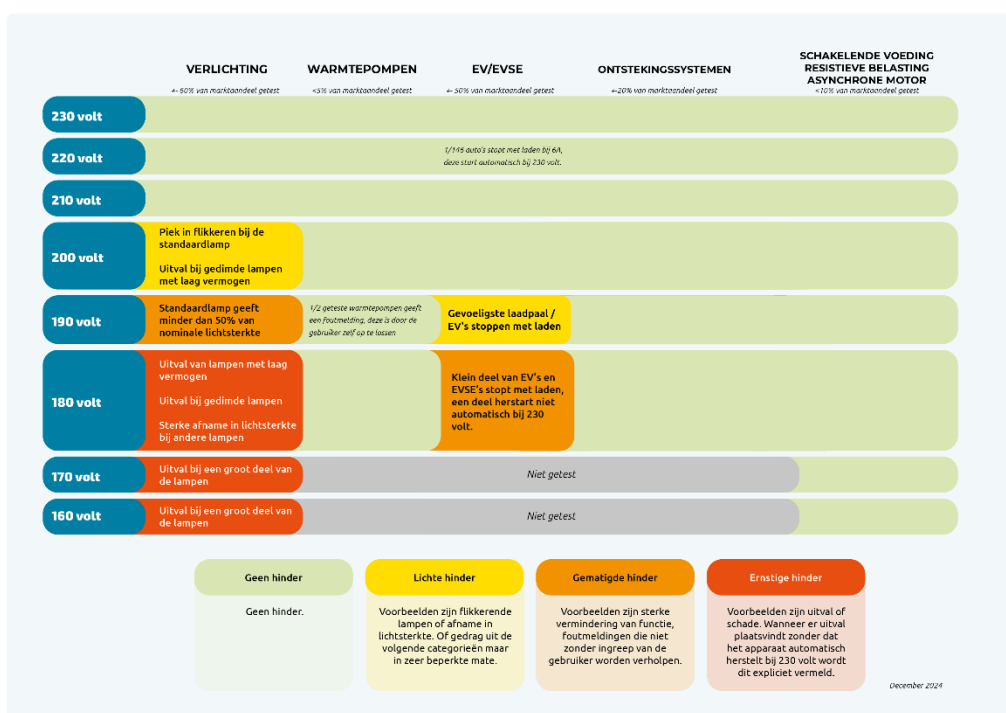 VERLICHTING
WARMTEPOMPEN
EV/EVSE
ONTSTEKINGSSYSTEMEN
SCHAKELENDE VOEDING
RESISTIEVE BELASTING
ASYNCHRONE MOTOR
+- 60% van marktaandeel getest
<5% van marktaandeel getest
+- 50% van marktaandeel getest
+-20% van marktaandeel getest
<10% van marktaandeel getest
230 volt
220 volt
1/148 auto's stopt met laden bij 6A,
deze start automatisch bij 230 volt.
210 volt
200 volt
Piek in flikkeren bij de
standaardlamp
Uitval bij gedimde lampen
met laag vermogen
190 volt
Standaardlamp geeft
minder dan 50% van
nominale lichtsterkte
1/2 geteste warmtepompen geeft
een foutmelding, deze is door de
gebruiker zelf op te lossen
Gevoeligste laadpaal /
EV's stoppen met laden
180 volt
Uitval van lampen met laag
vermogen
Uitval bij gedimde lampen
Sterke afname in lichtsterkte
bij andere lampen
Klein deel van EV's en
EVSE's stopt met laden,
een deel herstart niet
automatisch bij 230
volt.
170 volt
Uitval bij een groot deel van
de lampen
Niet getest
160 volt
Uitval bij een groot deel van
de lampen
Niet getest
Geen hinder
Geen hinder.
Lichte hinder
Voorbeelden zijn flikkerende
lampen of afname in
lichtsterkte. Of gedrag uit de
volgende categorieën maar
in zeer beperkte mate.
Gematigde hinder
Voorbeelden zijn sterke
vermindering van functie,
foutmeldingen die niet
zonder ingreep van de
gebruiker worden verholpen.
Ernstige hinder
Voorbeelden zijn uitval of
schade. Wanneer er uitval
plaatsvindt zonder dat
het apparaat automatisch
herstelt bij 230 volt wordt
dit expliciet vermeld.
December 2024